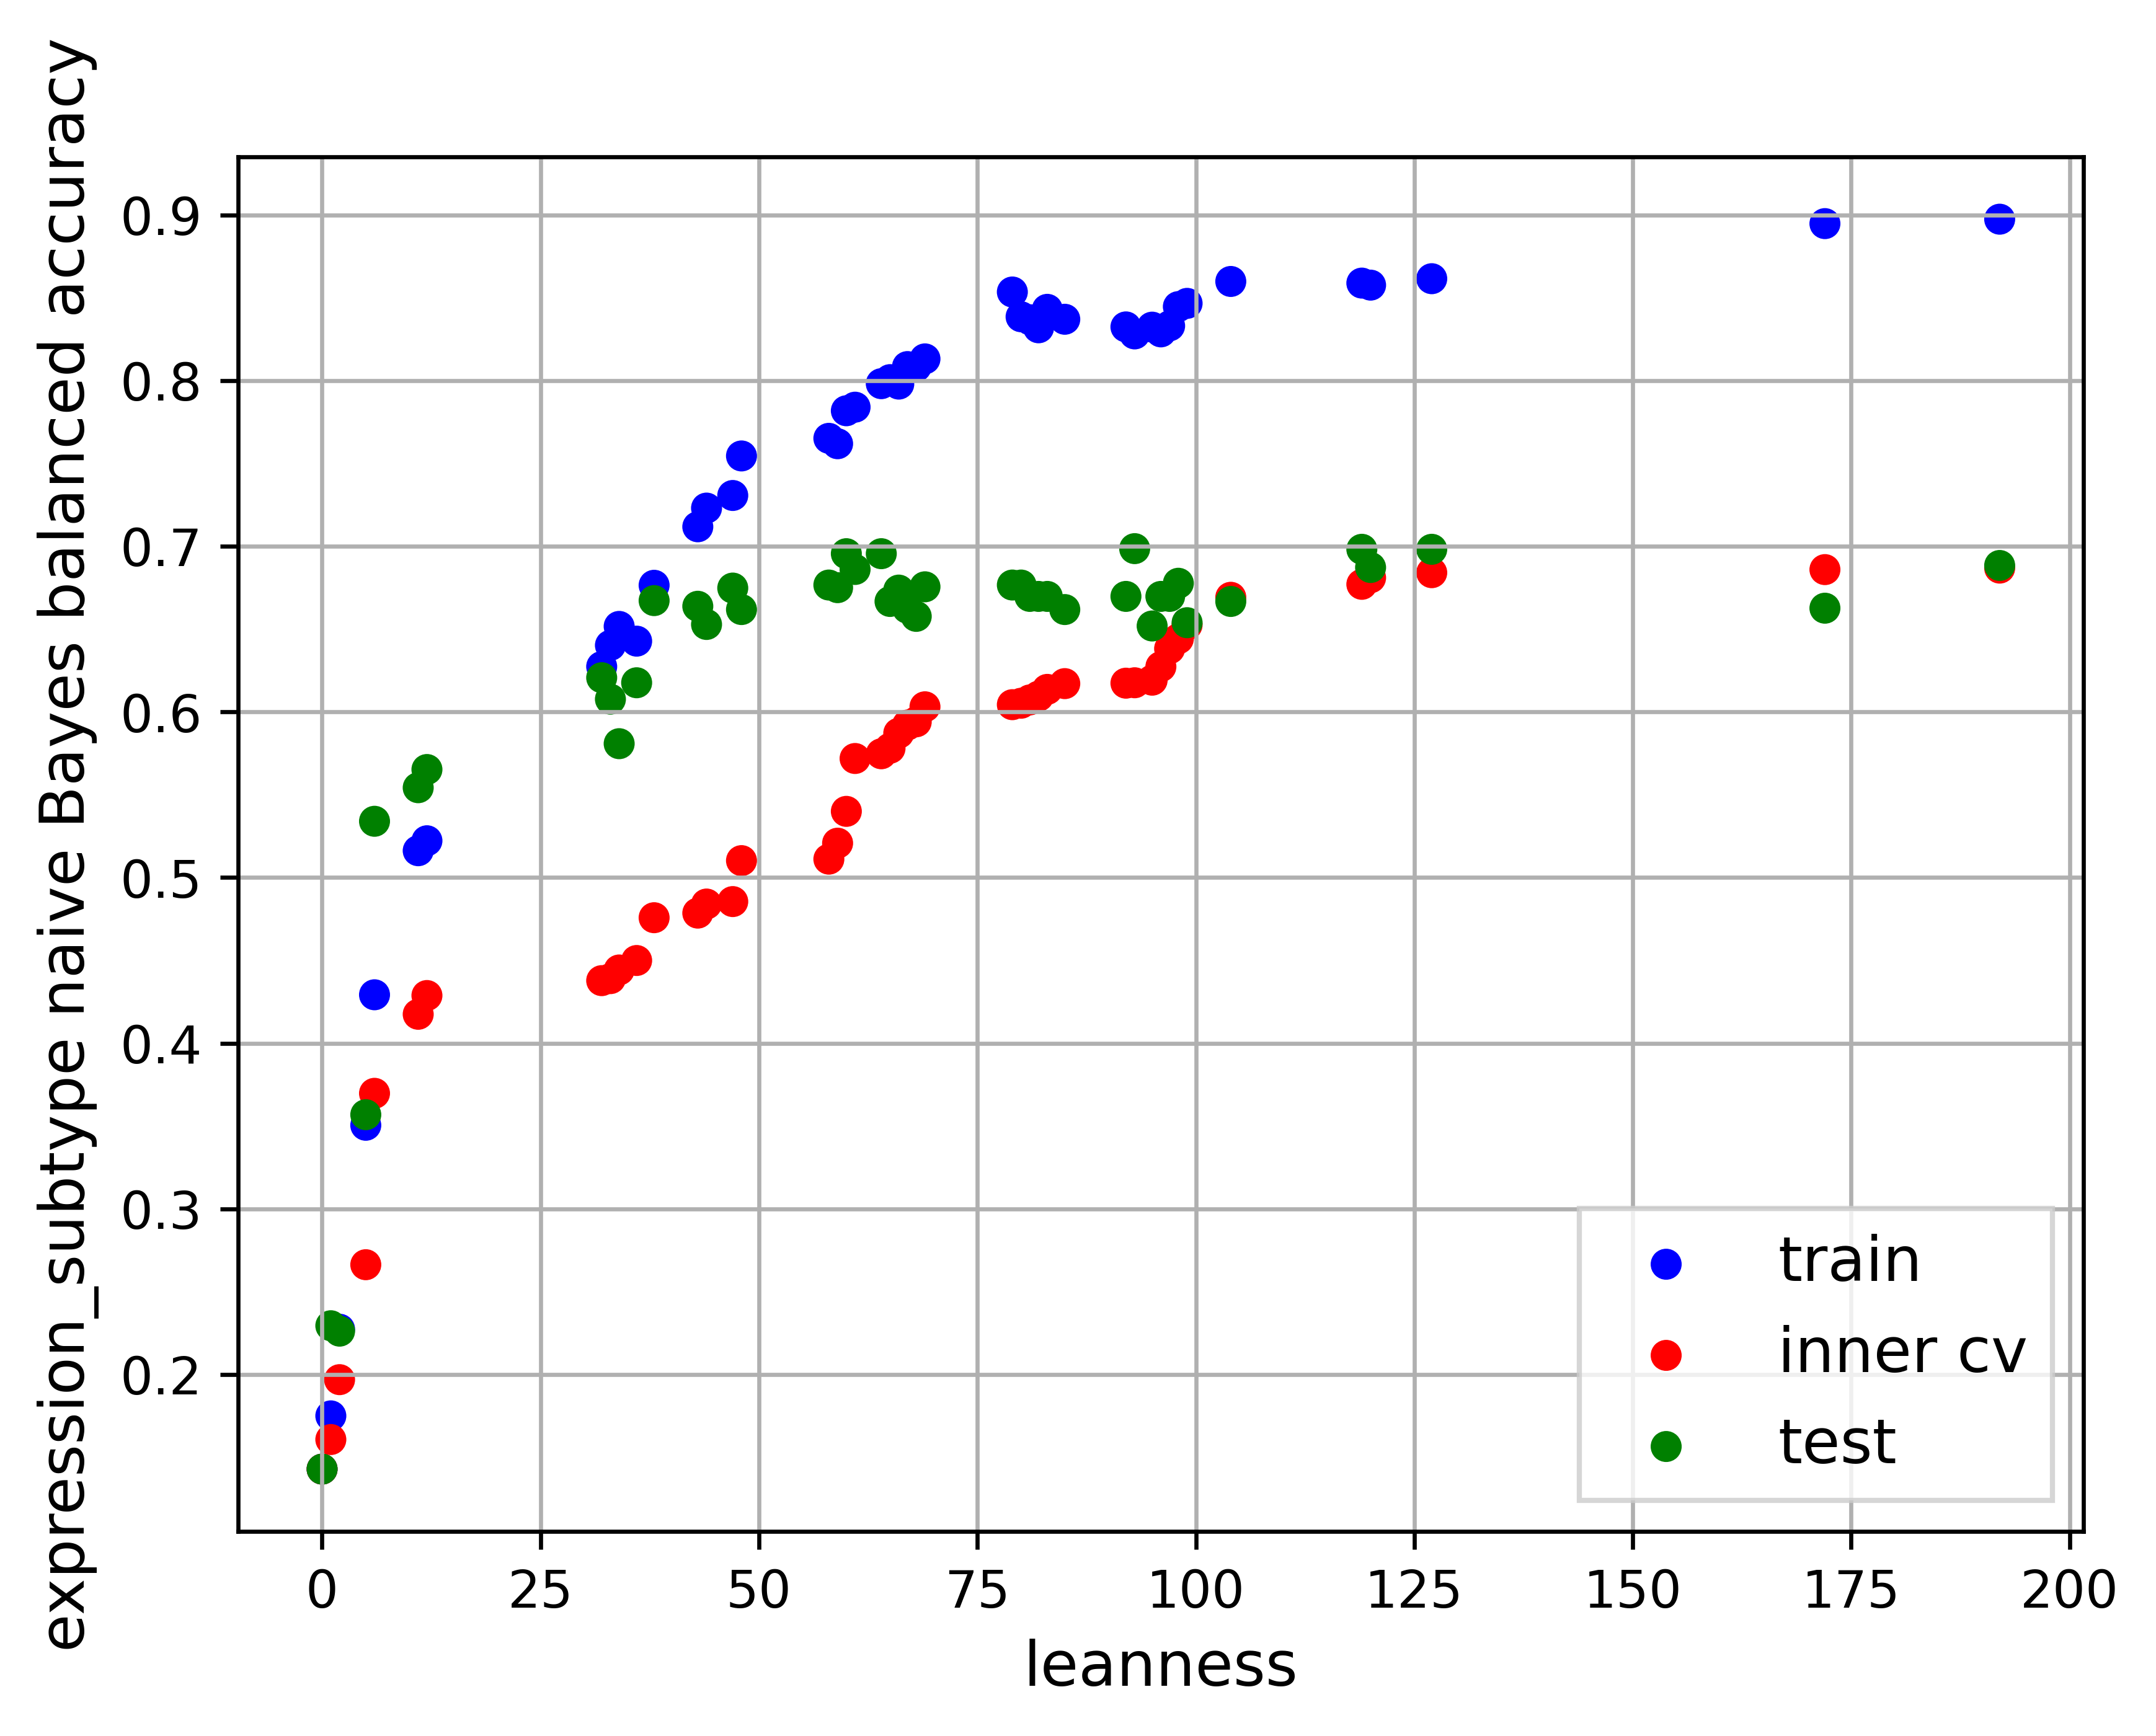 expression_subtype naive Bayes balanced accuracy
0.9
0.8
0.7
0.6
0.5
0.4
0.3
0.2
train
inner cv
test
0 25 50 75 100 125 150 175 200
leanness